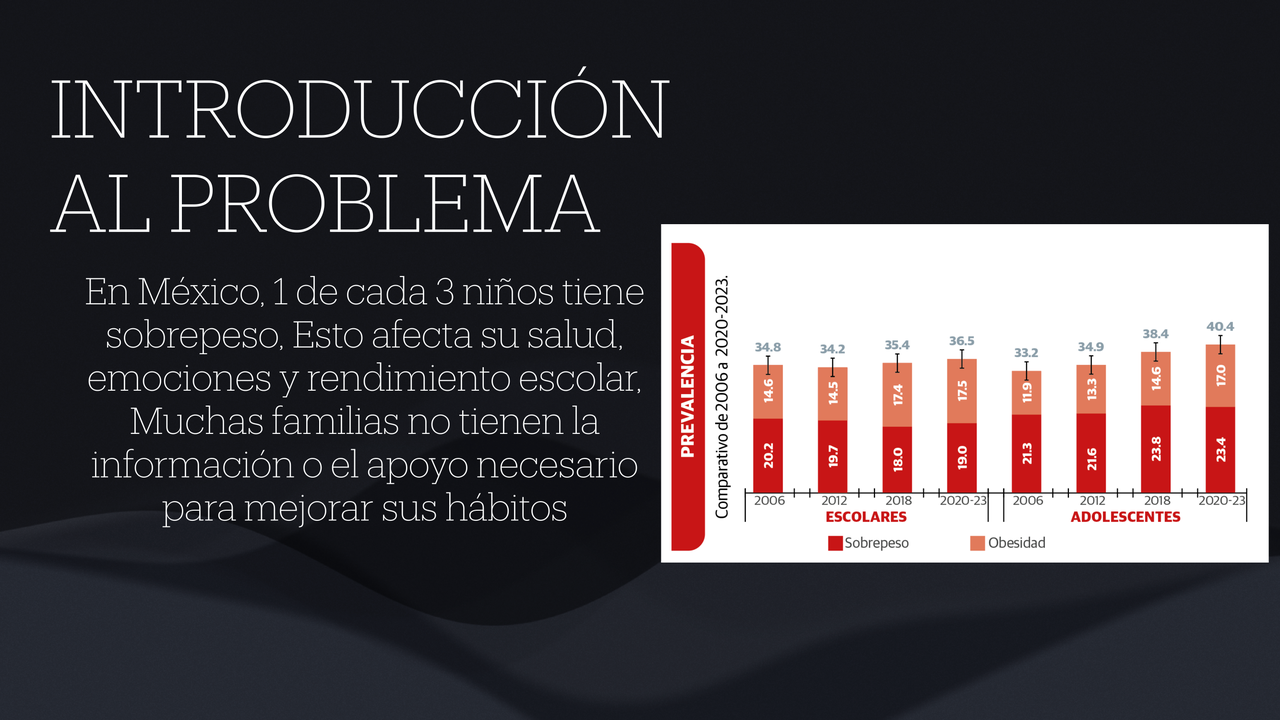 INTRODUCCIÓN
AL PROBLEMA
En México, 1 de cada 3 niños tiene
sobrepeso, Esto afecta su salud,
emociones y rendimiento escolar,
Muchas familias no tienen la
información o el apoyo necesario
para mejorar sus hábitos
PREVALENCIA
Comparativo de 2006 a 2020-2023.
34.8 34.2 35.4 36.5 33.2 34.9 38.4 40.4
14.6 14.5 17.4 17.5 11.9 13.3 14.6 17.0
20.2 19.7 18.0 19.0 21.3 21.6 23.8 23.4
2006 2012 2018 2020-23 2006 2012 2018 2020-23
ESCOLARES ADOLESCENTES
Sobrepeso Obesidad